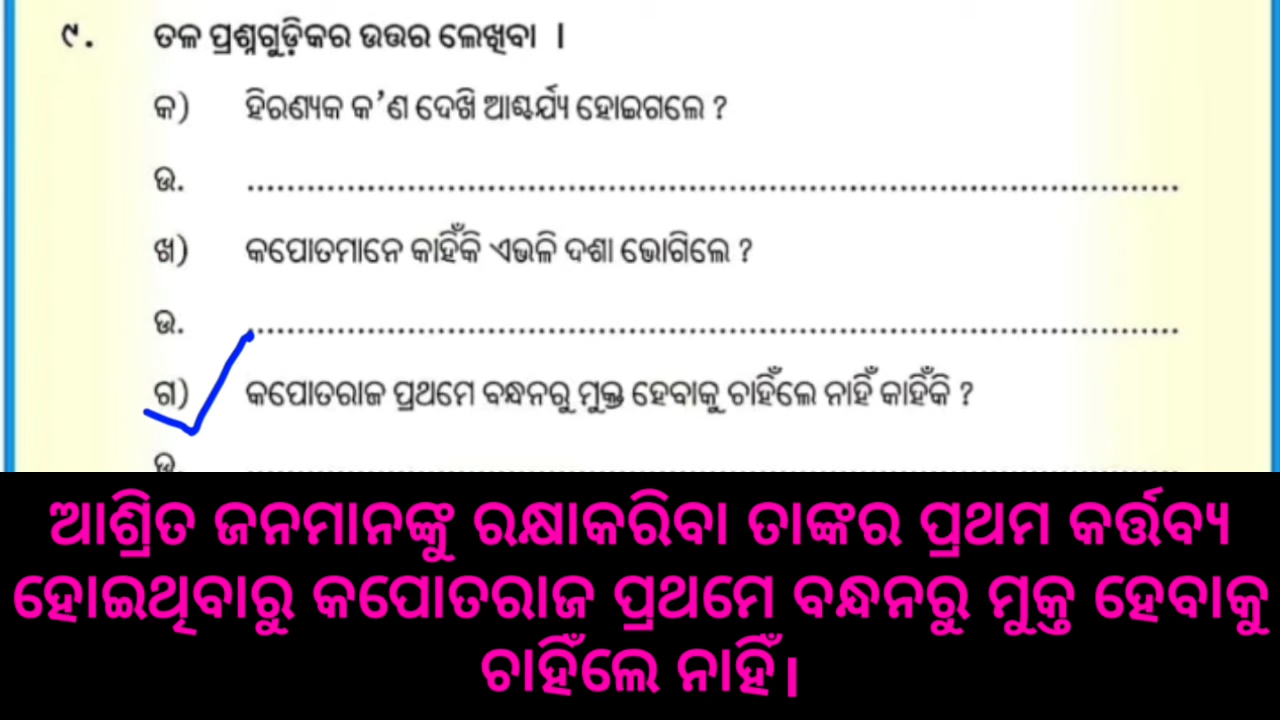 ୯. ତଳ ପ୍ରଶ୍ନଗୁଡ଼ିକର ଉତ୍ତର ଲେଖିବା ।
କ) ହିରଣ୍ୟକ କ’ଣ ଦେଖି ଆଶ୍ଚର୍ଯ୍ୟ ହୋଇଗଲେ ?
ଉ. ........................................................................................
ଖ) କପୋତମାନେ କାହିଁକି ଏଭଳି ଦଶା ଭୋଗିଲେ ?
ଉ. ........................................................................................
ଗ) କପୋତରାଜ ପ୍ରଥମେ ବନ୍ଧନରୁ ମୁକ୍ତ ହେବାକୁ ଚାହିଁଲେ ନାହିଁ କାହିଁକି ?
ଉ. ........................................................................................
ଆଶ୍ରିତ ଜନମାନଙ୍କୁ ରକ୍ଷାକରିବା ତାଙ୍କର ପ୍ରଥମ କର୍ତ୍ତବ୍ୟ
ହୋଇଥିବାରୁ କପୋତରାଜ ପ୍ରଥମେ ବନ୍ଧନରୁ ମୁକ୍ତ ହେବାକୁ
ଚାହିଁଲେ ନାହିଁ।